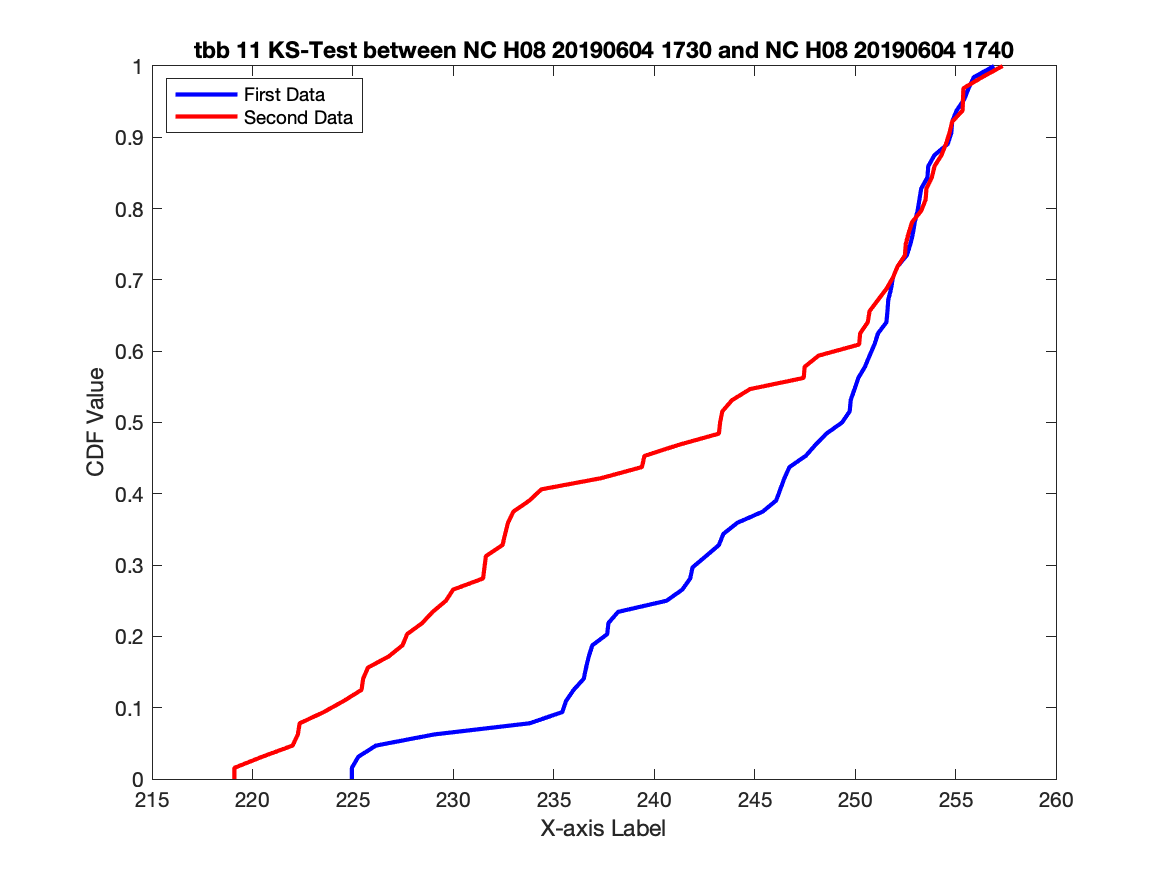 tbb 11 KS-Test between NC H08 20190604 1730 and NC H08 20190604 1740
First Data
Second Data
1
0.9
0.8
0.7
0.6
0.5
0.4
0.3
0.2
0.1
0
CDF Value
215 220 225 230 235 240 245 250 255 260
X-axis Label